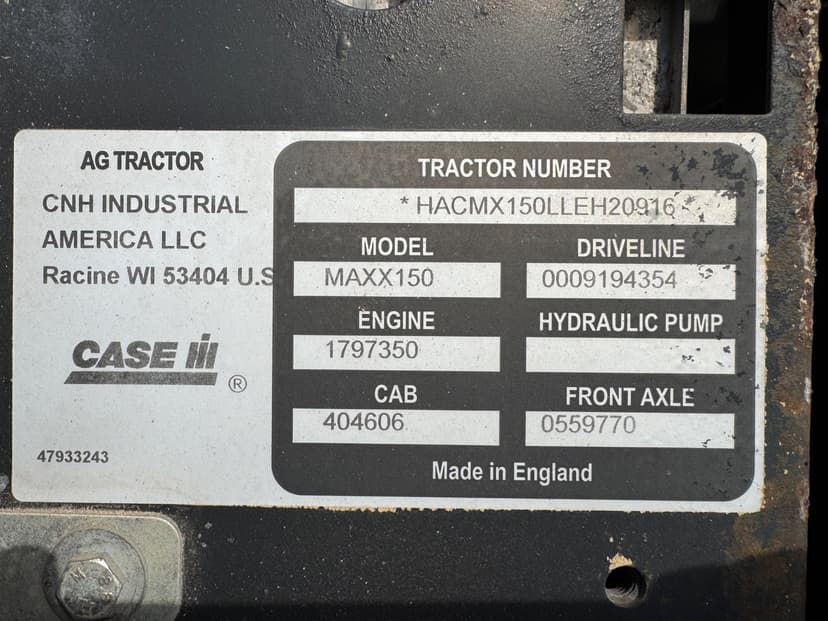 AG TRACTOR
CNH INDUSTRIAL
AMERICA LLC
Racine WI 53404 U.S
CASE IH
®
47933243
TRACTOR NUMBER
* HACMX150LLEH20916
MODEL
MAXX150
DRIVELINE
0009194354
ENGINE
1797350
HYDRAULIC PUMP
CAB
404606
FRONT AXLE
0559770
Made in England